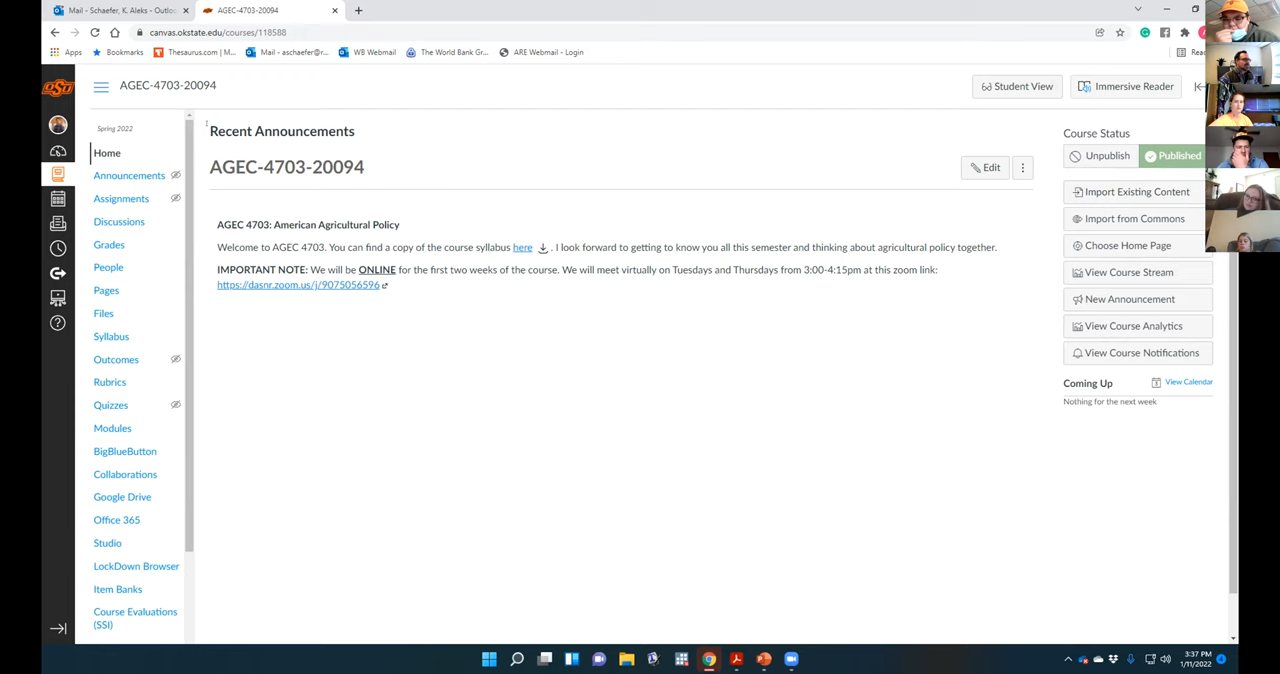 Mail - Schaefer, K. Aleks - Outlo
AGEC-4703-20094
canvas.okstate.edu/courses/118588
Apps
Bookmarks
Thesaurus.com | M...
Mail - aschaefer@r...
WB Webmail
The World Bank Gr...
ARE Webmail - Login
OSU
AGEC-4703-20094
Student View
Immersive Reader
Spring 2022
Home
Announcements
Assignments
Discussions
Grades
People
Pages
Files
Syllabus
Outcomes
Rubrics
Quizzes
Modules
BigBlueButton
Collaborations
Google Drive
Office 365
Studio
LockDown Browser
Item Banks
Course Evaluations
(SSI)
Recent Announcements
AGEC-4703-20094
Edit
AGEC 4703: American Agricultural Policy
Welcome to AGEC 4703. You can find a copy of the course syllabus here . I look forward to getting to know you all this semester and thinking about agricultural policy together.
IMPORTANT NOTE: We will be ONLINE for the first two weeks of the course. We will meet virtually on Tuesdays and Thursdays from 3:00-4:15pm at this zoom link:
https://dasnr.zoom.us/j/9075056596
Course Status
Unpublish
Published
Import Existing Content
Import from Commons
Choose Home Page
View Course Stream
New Announcement
View Course Analytics
View Course Notifications
Coming Up
View Calendar
Nothing for the next week
3:37 PM
1/11/2022